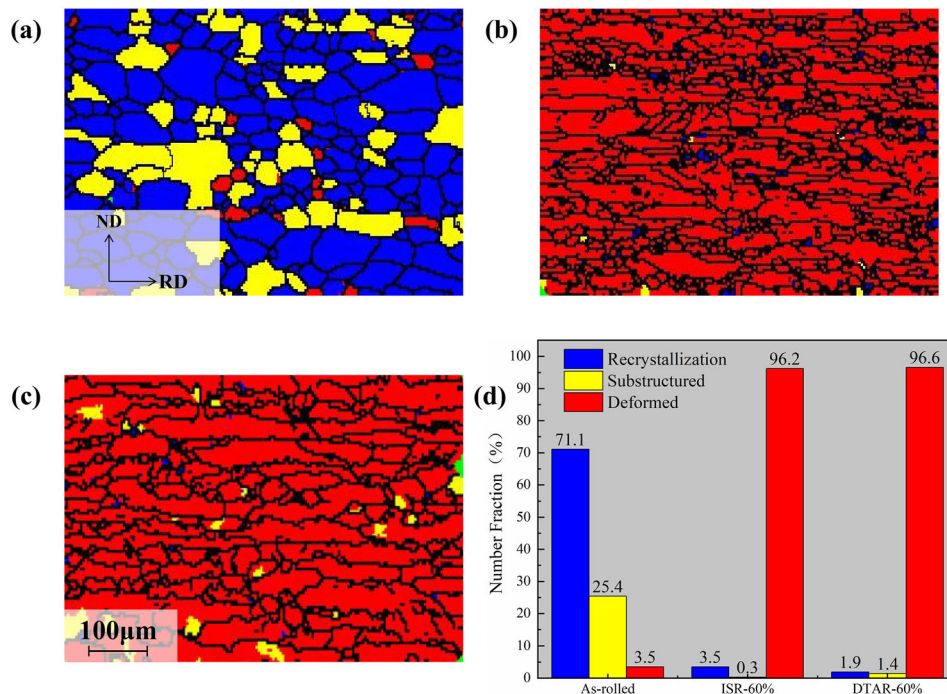 (a)
ND
RD
(b)
(c)
100μm
(d)
Recrystallization
Substructured
Deformed
Number Fraction（%）
100
90
80
70
60
50
40
30
20
10
0
71.1
25.4
3.5
3.5
0.3
96.2
1.9
1.4
96.6
As-rolled
ISR-60%
DTAR-60%